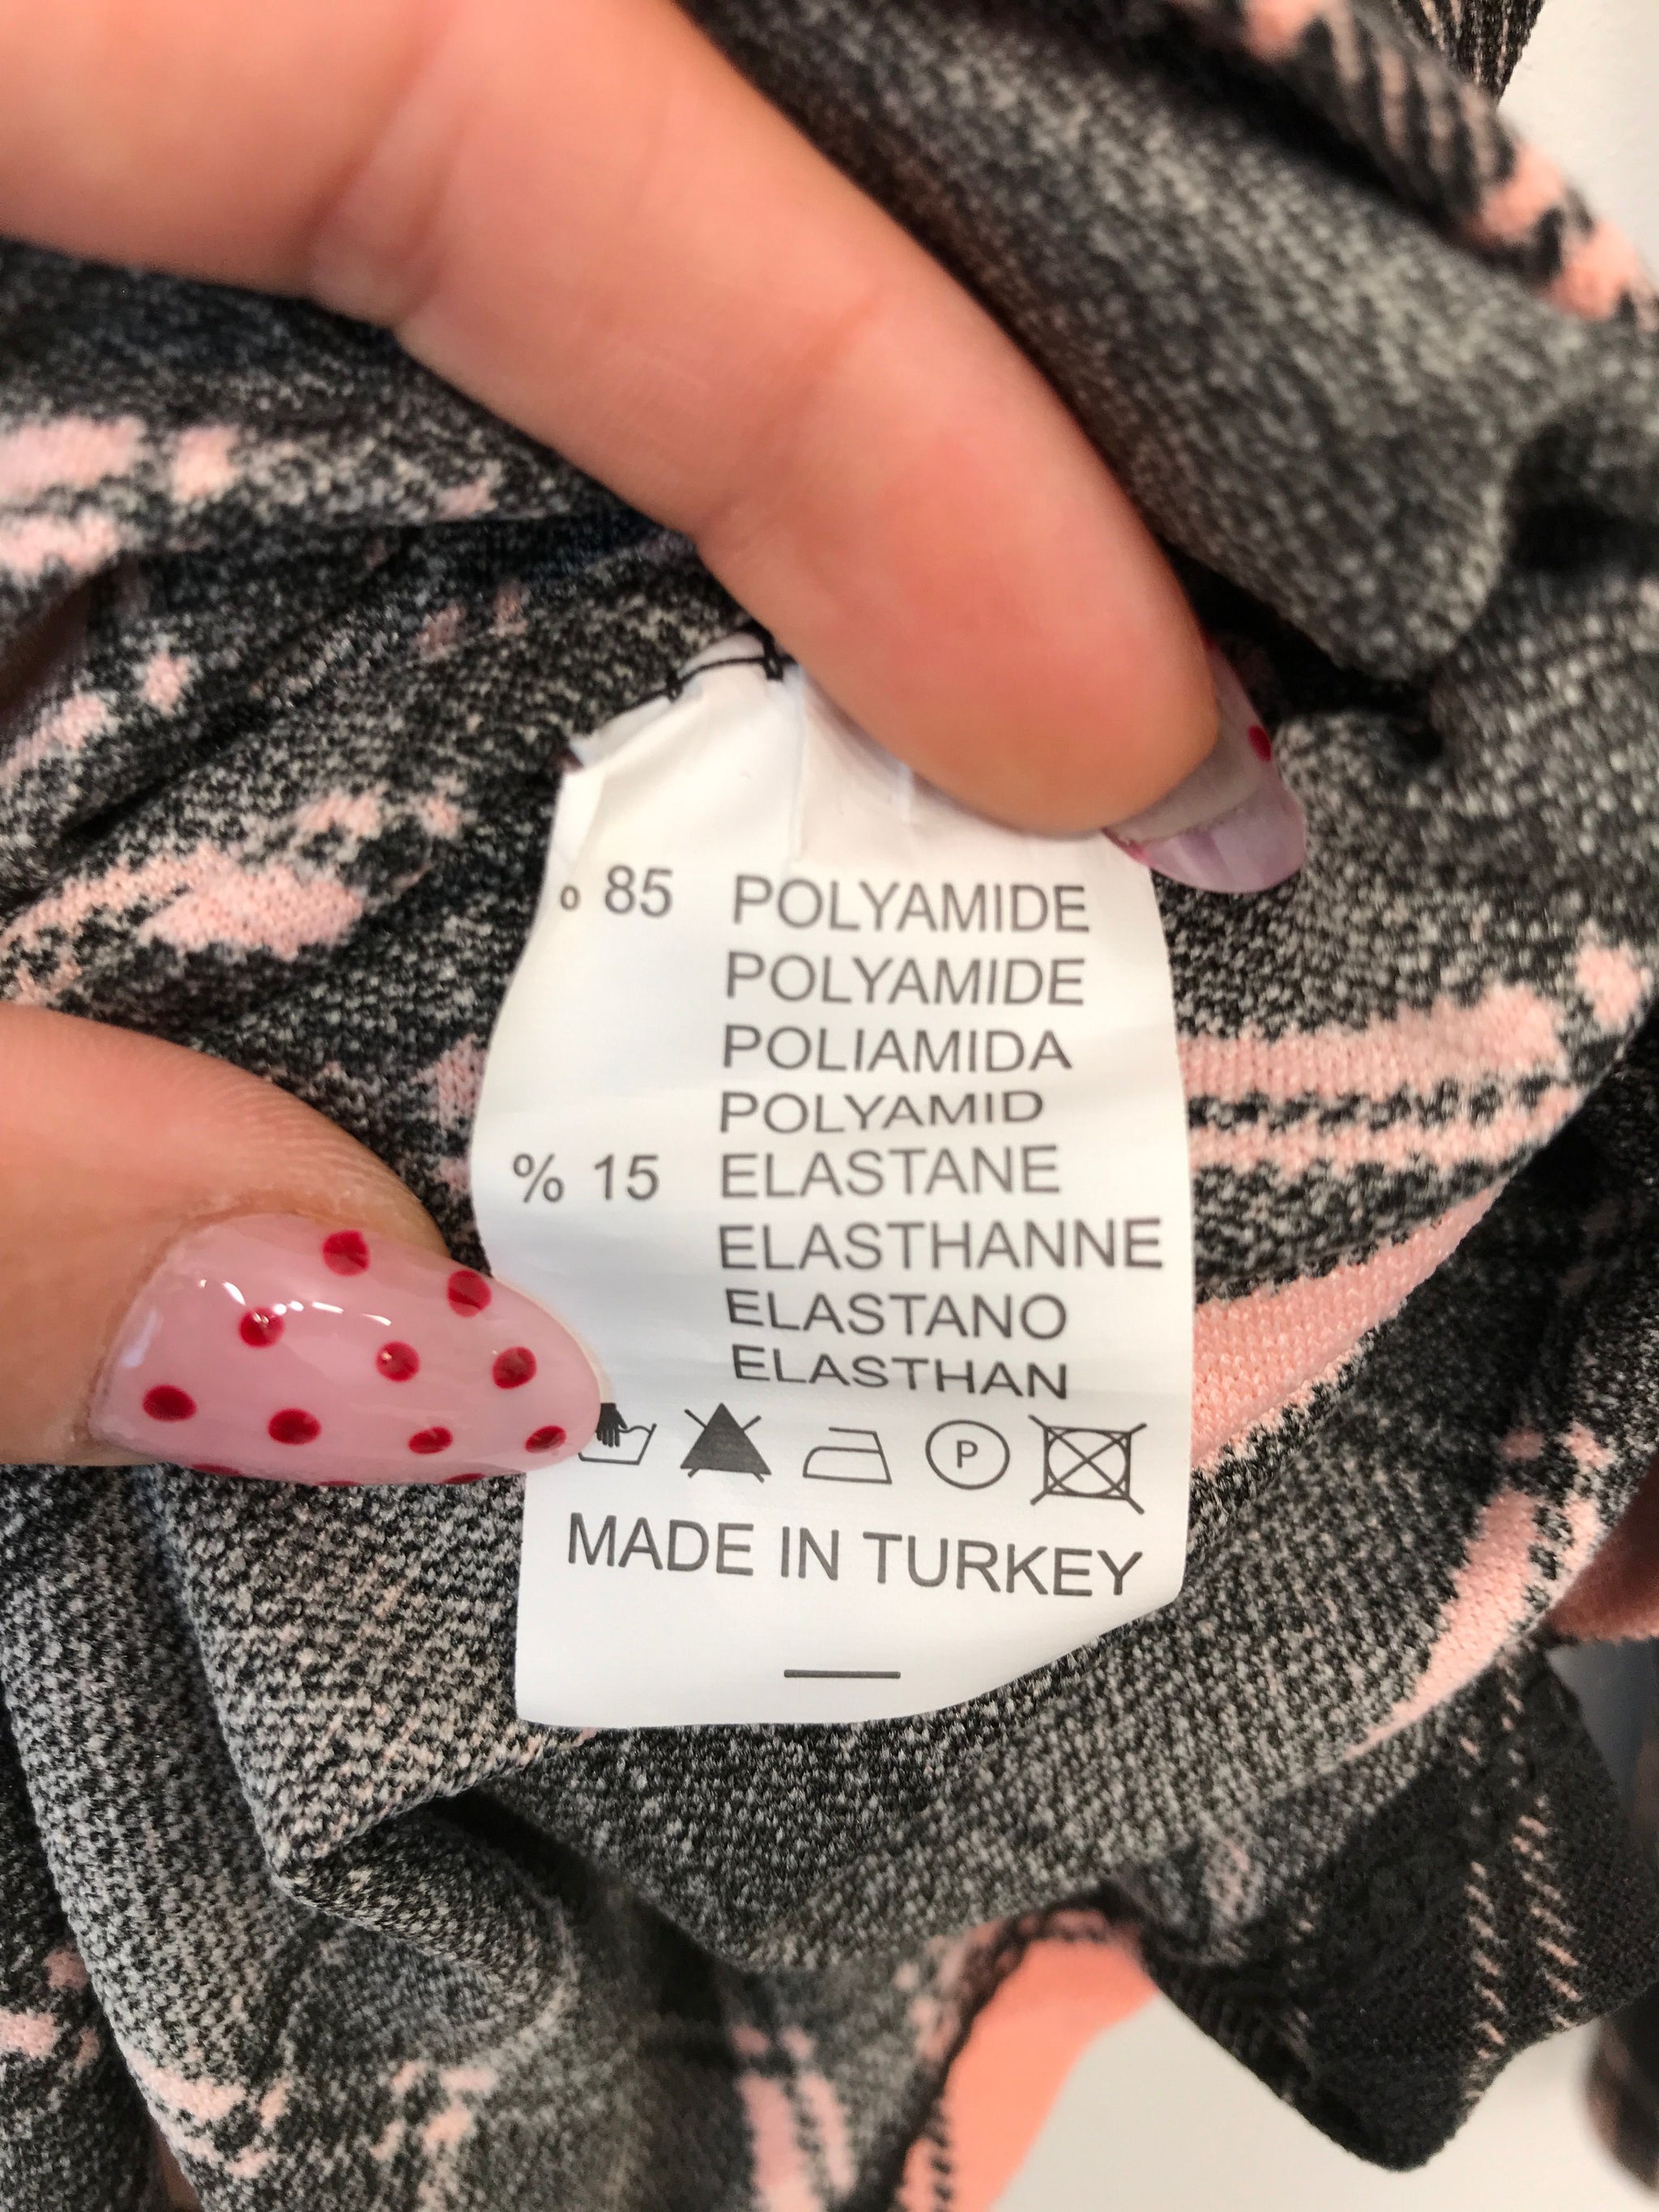 % 85 POLYAMIDE
POLYAMIDE
POLIAMIDA
POLYAMID
% 15 ELASTANE
ELASTHANNE
ELASTANO
ELASTHAN
P
MADE IN TURKEY